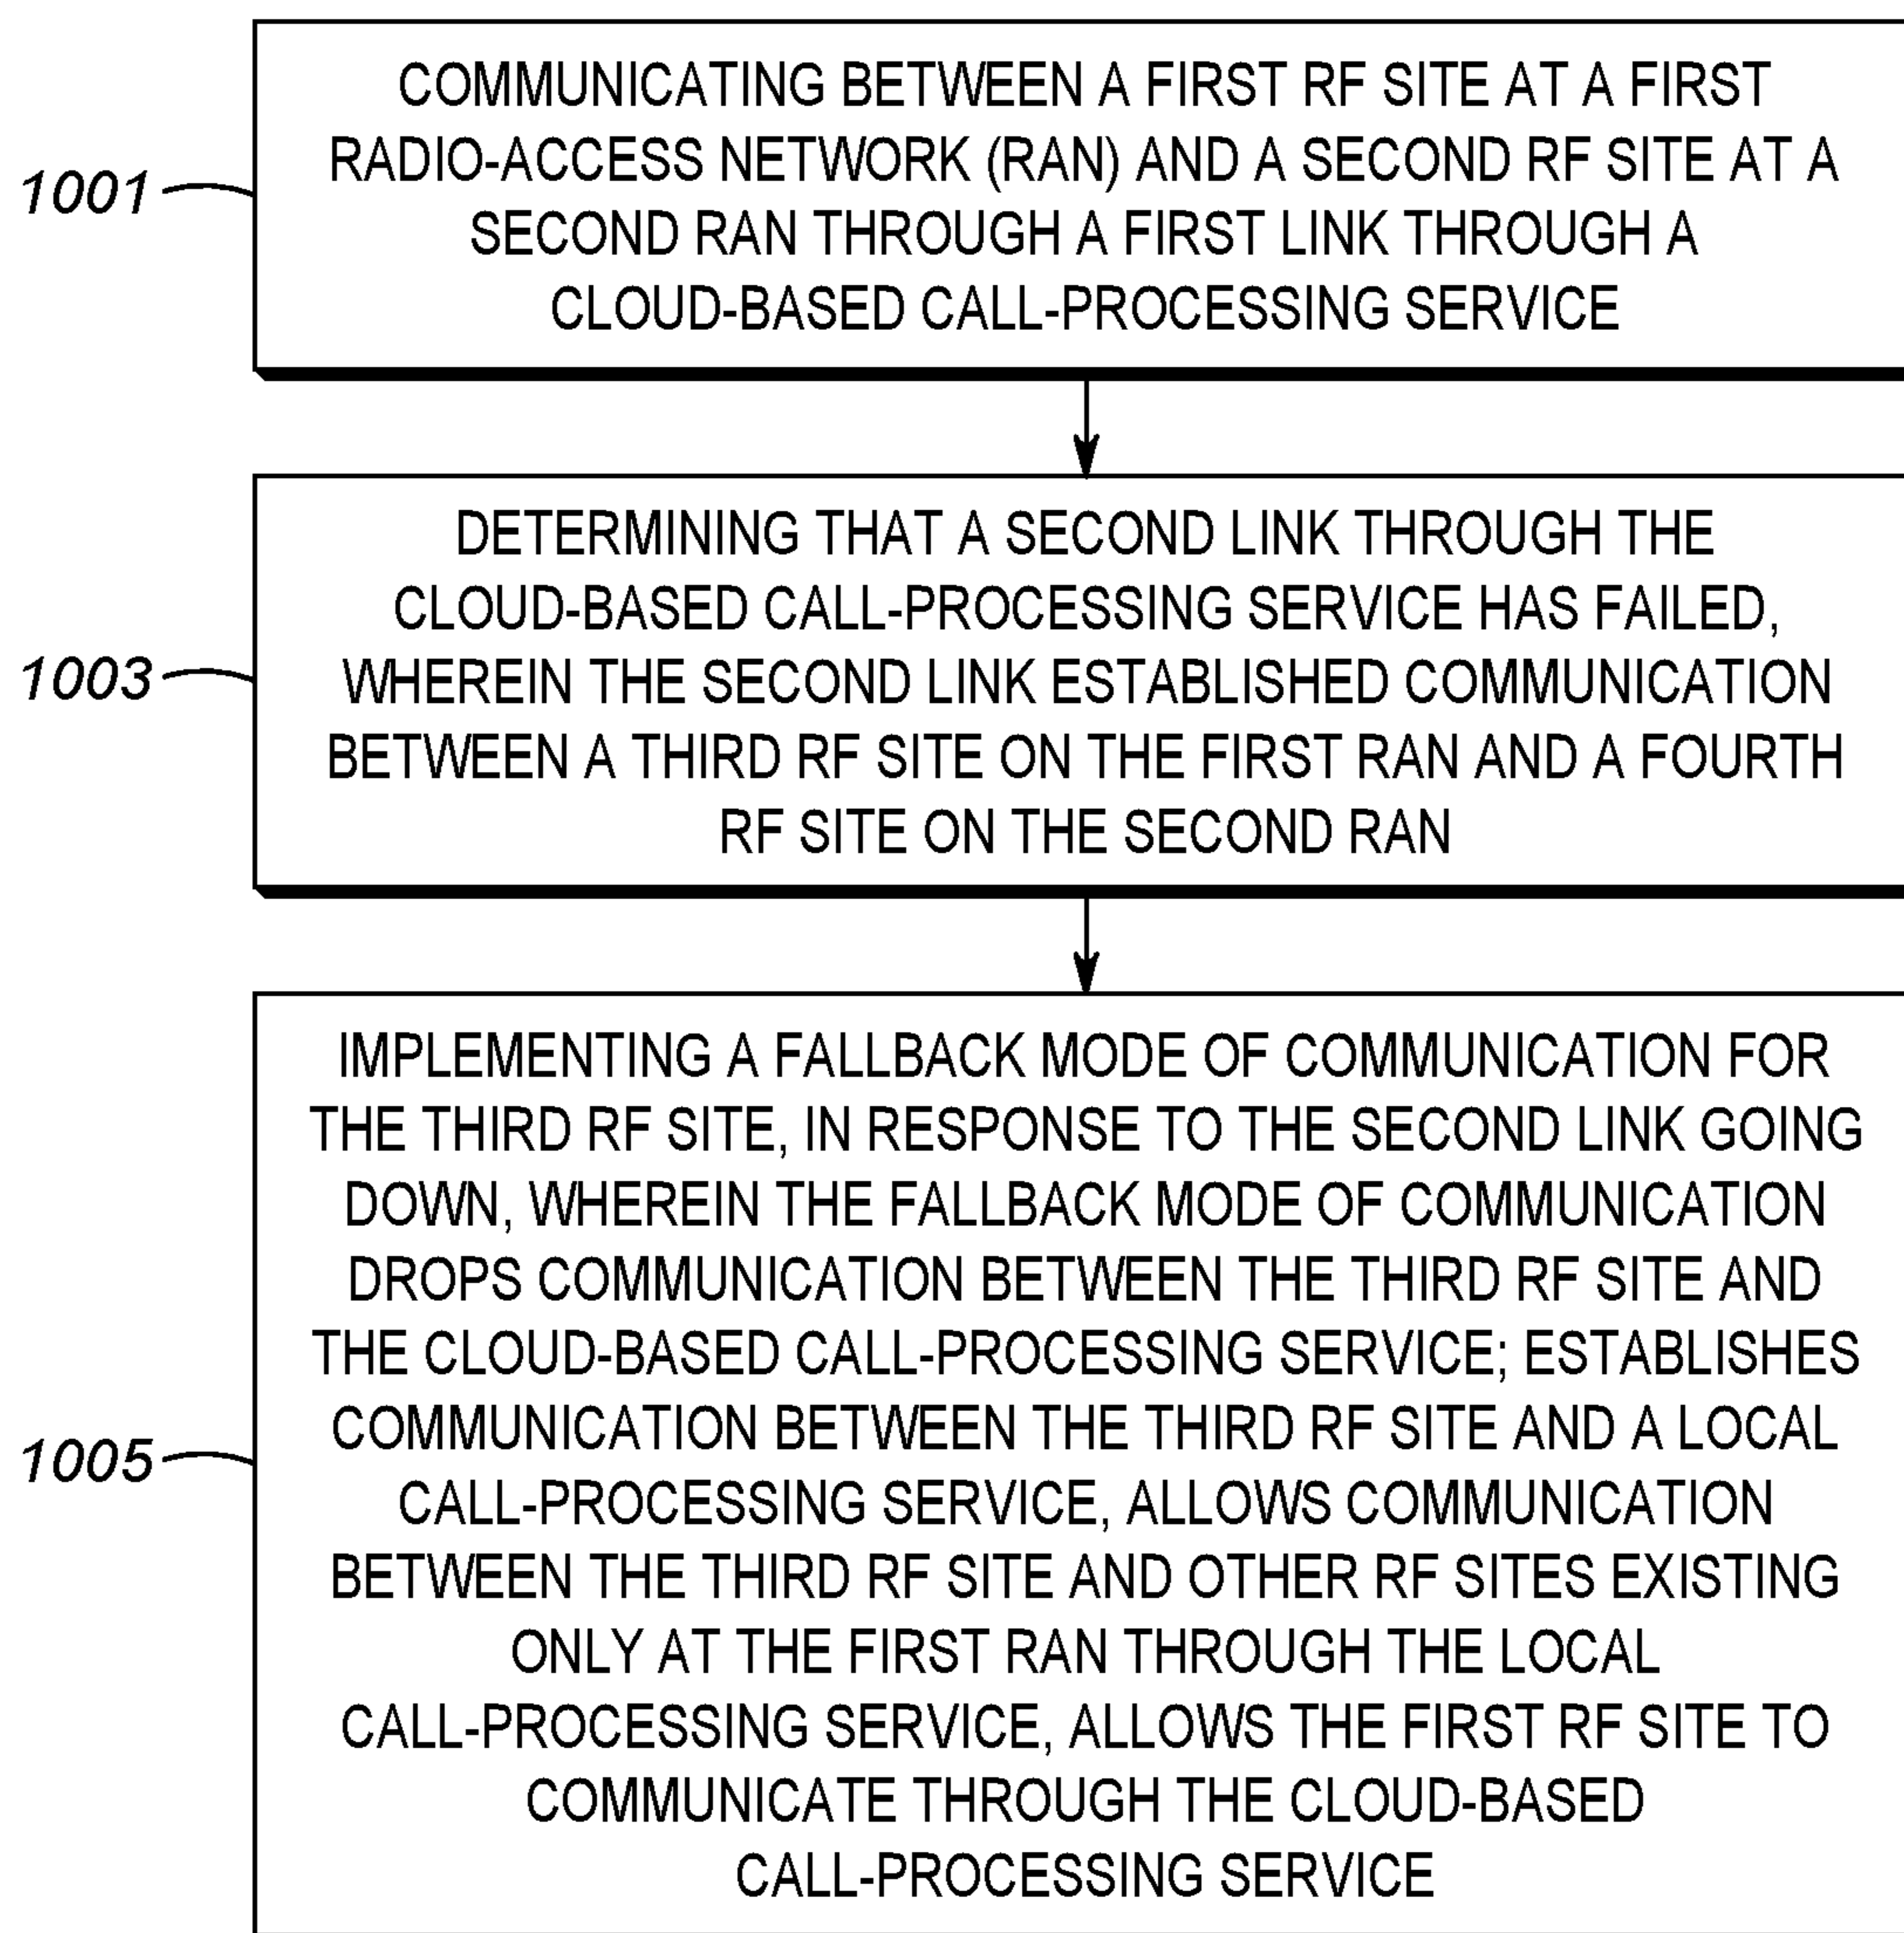 COMMUNICATING BETWEEN A FIRST RF SITE AT A FIRST
RADIO-ACCESS NETWORK (RAN) AND A SECOND RF SITE AT A
1001
SECOND RAN THROUGH A FIRST LINK THROUGH A
CLOUD-BASED CALL-PROCESSING SERVICE
DETERMINING THAT A SECOND LINK THROUGH THE
CLOUD-BASED CALL-PROCESSING SERVICE HAS FAILED,
1003
WHEREIN THE SECOND LINK ESTABLISHED COMMUNICATION
BETWEEN A THIRD RF SITE ON THE FIRST RAN AND A FOURTH
RF SITE ON THE SECOND RAN
IMPLEMENTING A FALLBACK MODE OF COMMUNICATION FOR
THE THIRD RF SITE, IN RESPONSE TO THE SECOND LINK GOING
DOWN, WHEREIN THE FALLBACK MODE OF COMMUNICATION
DROPS COMMUNICATION BETWEEN THE THIRD RF SITE AND
THE CLOUD-BASED CALL-PROCESSING SERVICE; ESTABLISHES
COMMUNICATION BETWEEN THE THIRD RF SITE AND A LOCAL
1005
CALL-PROCESSING SERVICE, ALLOWS COMMUNICATION
BETWEEN THE THIRD RF SITE AND OTHER RF SITES EXISTING
ONLY AT THE FIRST RAN THROUGH THE LOCAL
CALL-PROCESSING SERVICE, ALLOWS THE FIRST RF SITE TO
COMMUNICATE THROUGH THE CLOUD-BASED
CALL-PROCESSING SERVICE